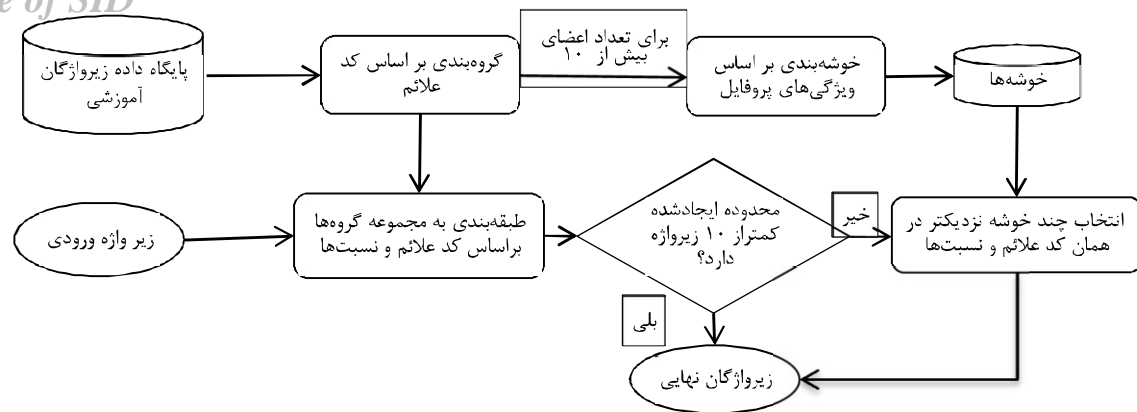 e of SID
پایگاه داده زیرواژگان
آموزشی
گروه‌بندی بر اساس کد
علائم
برای تعداد اعضای
بیش از ۱۰
خوشه‌بندی بر اساس
ویژگی‌های پروفایل
خوشه‌ها
زیر واژه ورودی
طبقه‌بندی به مجموعه گروه‌ها
براساس کد علائم و نسبت‌ها
محدوده ایجادشده
کمتراز ۱۰ زیرواژه
دارد؟
خیر
انتخاب چند خوشه نزدیکتر در
همان کد علائم و نسبت‌ها
بلی
زیرواژگان نهایی